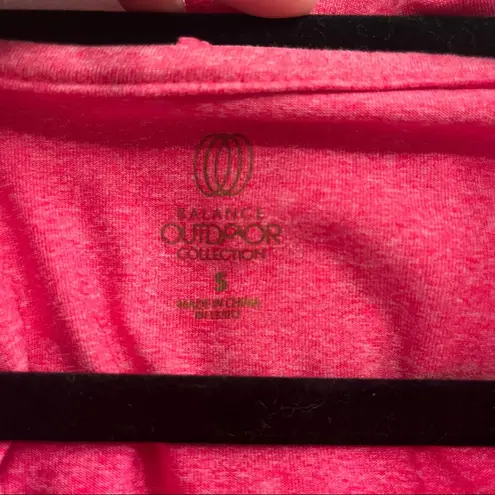 BALANCE
OUTDOOR
COLLECTION
S
MADE IN CHINA